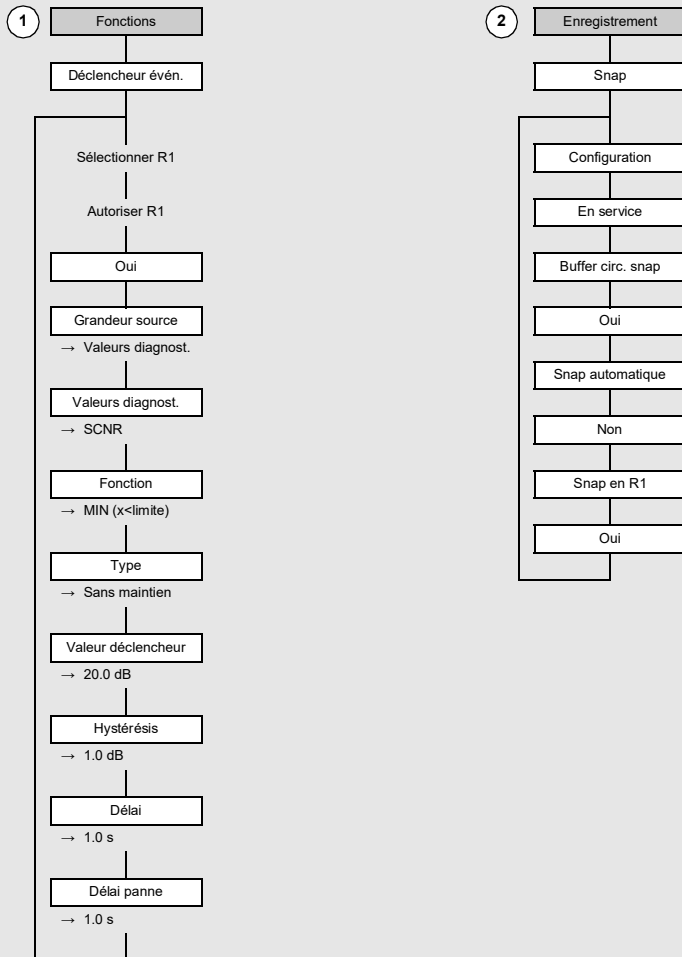 1
Fonctions
Déclencheur évén.
Sélectionner R1
Autoriser R1
Oui
Grandeur source
→ Valeurs diagnost.
Valeurs diagnost.
→ SCNR
Fonction
→ MIN (x<limite)
Type
→ Sans maintien
Valeur déclencheur
→ 20.0 dB
Hystérésis
→ 1.0 dB
Délai
→ 1.0 s
Délai panne
→ 1.0 s
2
Enregistrement
Snap
Configuration
En service
Buffer circ. snap
Oui
Snap automatique
Non
Snap en R1
Oui